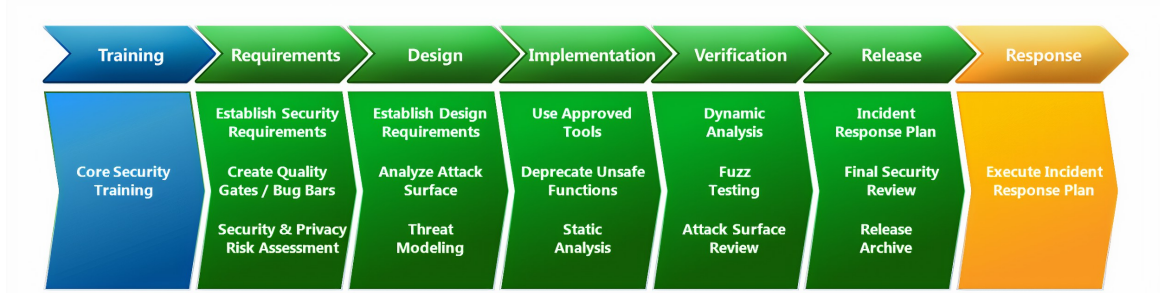 Training
Requirements
Design
Implementation
Verification
Release
Response
Core Security
Training
Establish Security
Requirements
Create Quality
Gates / Bug Bars
Security & Privacy
Risk Assessment
Establish Design
Requirements
Analyze Attack
Surface
Threat
Modeling
Use Approved
Tools
Deprecate Unsafe
Functions
Static
Analysis
Dynamic
Analysis
Fuzz
Testing
Attack Surface
Review
Incident
Response Plan
Final Security
Review
Release
Archive
Execute Incident
Response Plan